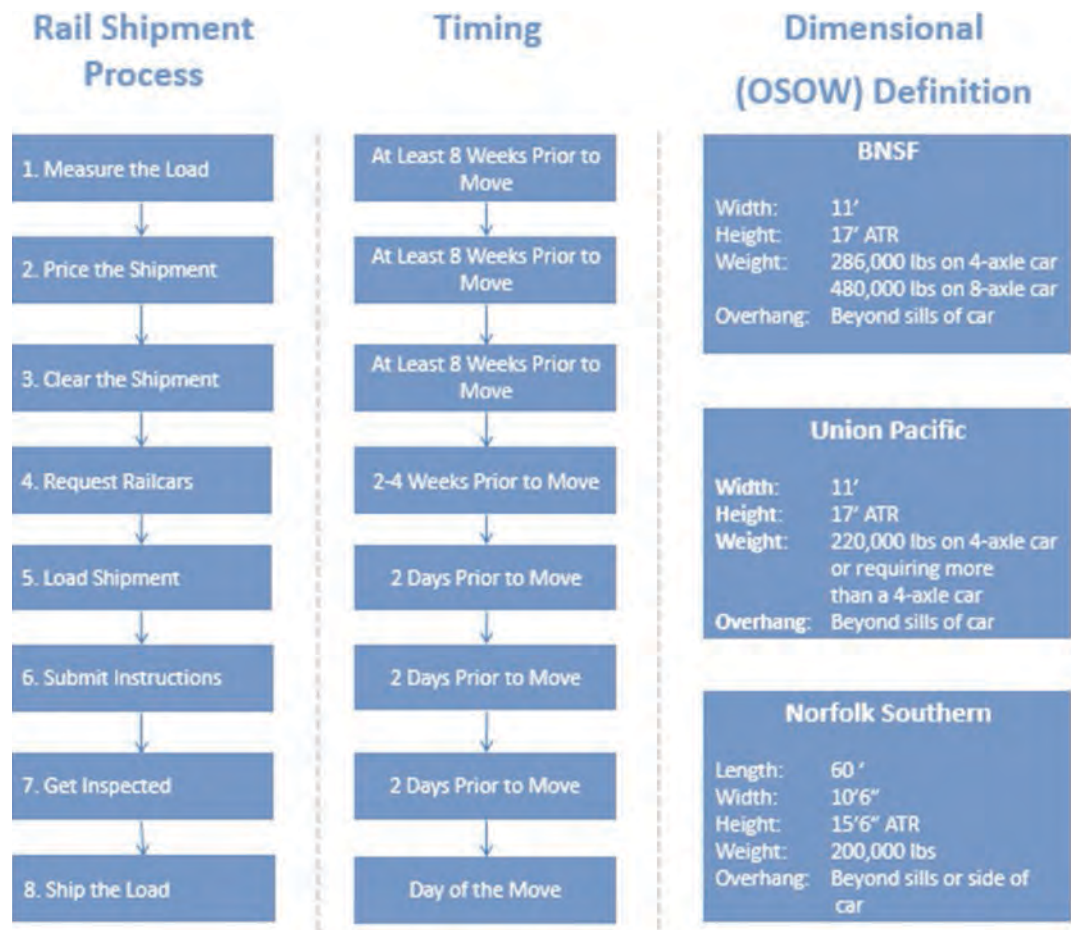 Rail Shipment
Process
1. Measure the Load
2. Price the Shipment
3. Clear the Shipment
4. Request Railcars
5. Load Shipment
6. Submit Instructions
7. Get Inspected
8. Ship the Load
Timing
At Least 8 Weeks Prior to
Move
At Least 8 Weeks Prior to
Move
At Least 8 Weeks Prior to
Move
2-4 Weeks Prior to Move
2 Days Prior to Move
2 Days Prior to Move
2 Days Prior to Move
Day of the Move
Dimensional
(OSOW) Definition
BNSF
Width: 11'
Height: 17' ATR
Weight: 286,000 lbs on 4-axle car
480,000 lbs on 8-axle car
Overhang: Beyond sills of car
Union Pacific
Width: 11'
Height: 17' ATR
Weight: 220,000 lbs on 4-axle car
or requiring more
than a 4-axle car
Overhang: Beyond sills of car
Norfolk Southern
Length: 60 '
Width: 10'6"
Height: 15'6" ATR
Weight: 200,000 lbs
Overhang: Beyond sills or side of
car